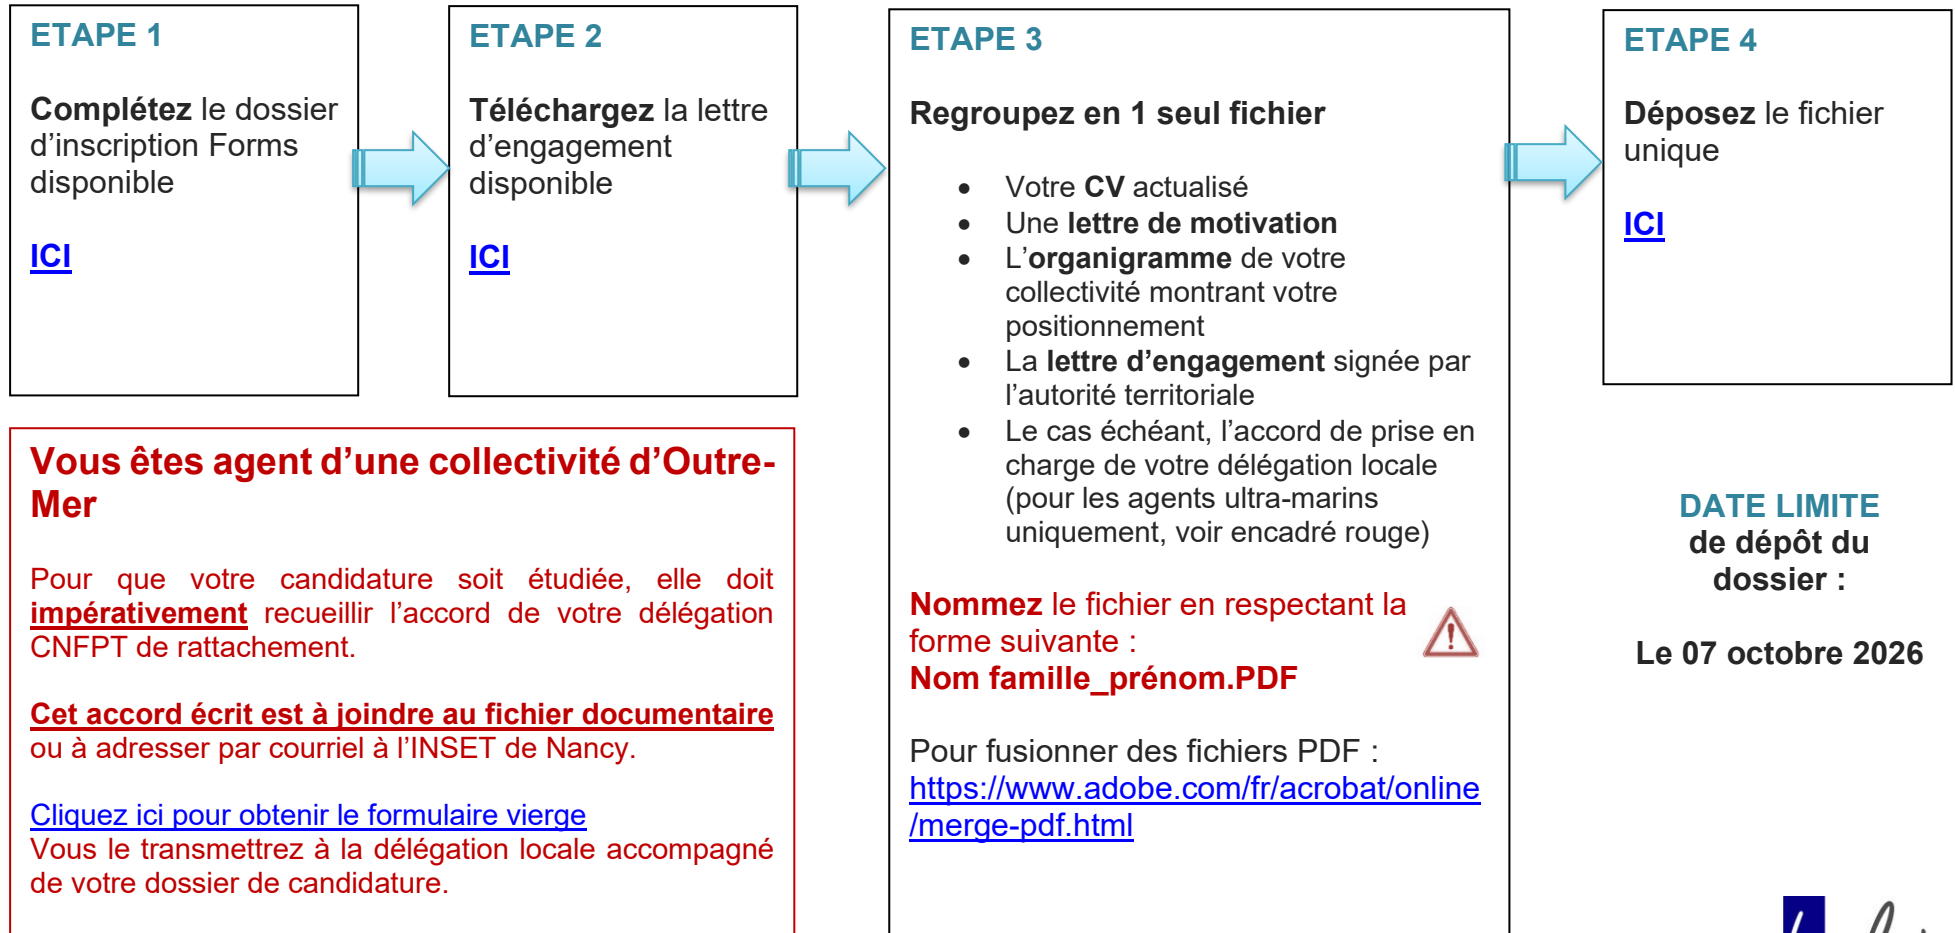 ETAPE 1
Complétez le dossier
d’inscription Forms
disponible
ICI
ETAPE 2
Téléchargez la lettre
d’engagement
disponible
ICI
ETAPE 3
Regroupez en 1 seul fichier
• Votre CV actualisé
• Une lettre de motivation
• L’organigramme de votre
collectivité montrant votre
positionnement
• La lettre d’engagement signée par
l’autorité territoriale
• Le cas échéant, l’accord de prise en
charge de votre délégation locale
(pour les agents ultra-marins
uniquement, voir encadré rouge)
Nommez le fichier en respectant la
forme suivante :
Nom famille_prénom.PDF
Pour fusionner des fichiers PDF :
https://www.adobe.com/fr/acrobat/online
/merge-pdf.html
ETAPE 4
Déposez le fichier
unique
ICI
DATE LIMITE
de dépôt du
dossier :
Le 07 octobre 2026
Vous êtes agent d’une collectivité d’Outre-
Mer
Pour que votre candidature soit étudiée, elle doit
impérativement recueillir l’accord de votre délégation
CNFPT de rattachement.
Cet accord écrit est à joindre au fichier documentaire
ou à adresser par courriel à l’INSET de Nancy.
Cliquez ici pour obtenir le formulaire vierge
Vous le transmettrez à la délégation locale accompagné
de votre dossier de candidature.